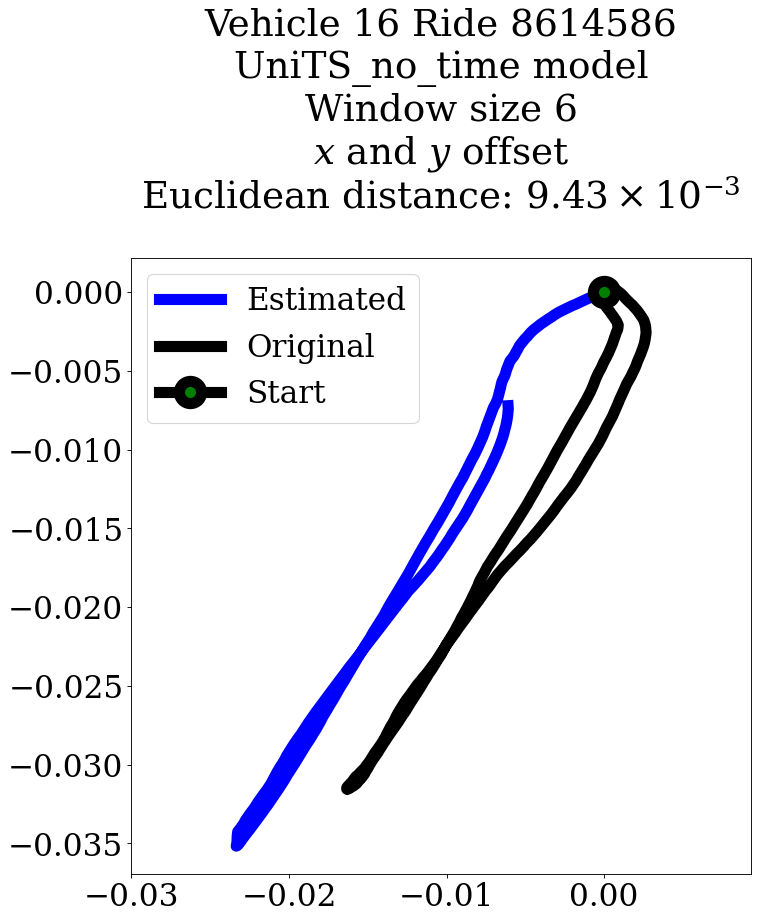 Vehicle 16 Ride 8614586
UniTS_no_time model
Window size 6
x and y offset
Euclidean distance: 9.43 × 10⁻³
Estimated
Original
Start
0.000
−0.005
−0.010
−0.015
−0.020
−0.025
−0.030
−0.035
−0.03 −0.02 −0.01 0.00